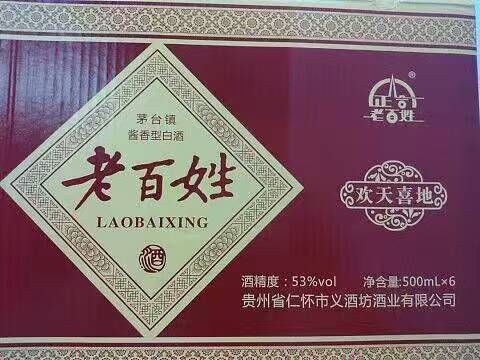 茅台镇
酱香型白酒
老百姓
LAOBAIXING
酒
®
老百姓
欢天喜地
酒精度：53%vol 净含量:500mL×6
贵州省仁怀市义酒坊酒业有限公司